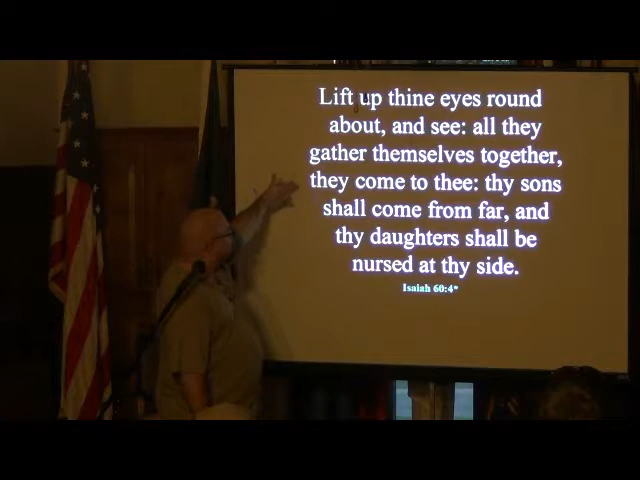 Lift up thine eyes round
about, and see: all they
gather themselves together,
they come to thee: thy sons
shall come from far, and
thy daughters shall be
nursed at thy side.
Isaiah 60:4*